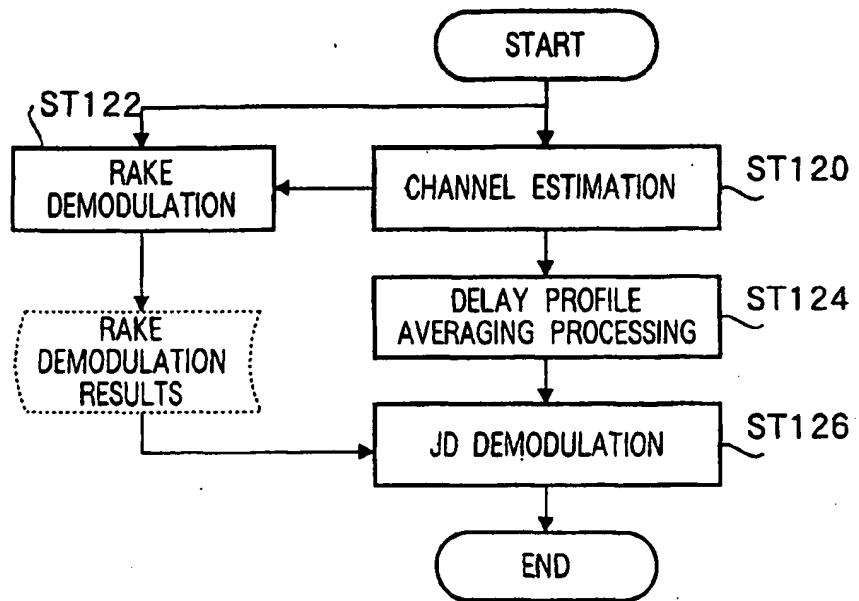 START
ST122
RAKE
DEMODULATION
CHANNEL ESTIMATION
ST120
RAKE
DEMODULATION
RESULTS
DELAY PROFILE
AVERAGING PROCESSING
ST124
JD DEMODULATION
ST126
END